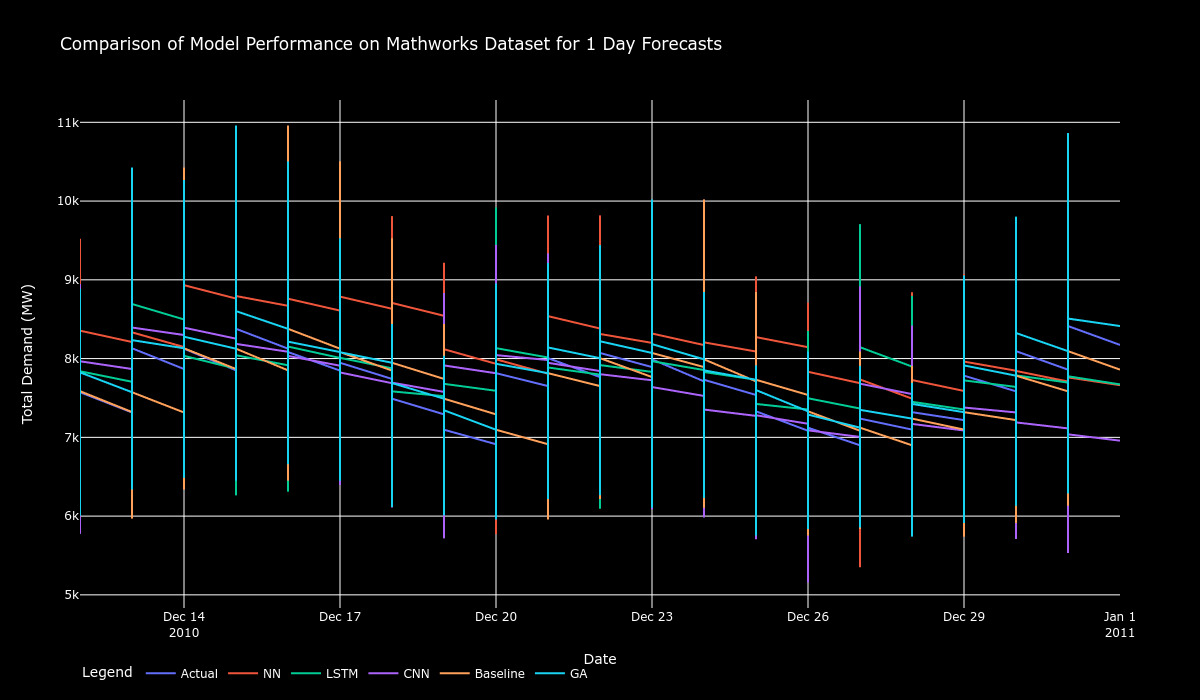 Comparison of Model Performance on Mathworks Dataset for 1 Day Forecasts
11k
10k
9k
8k
7k
6k
5k
Total Demand (MW)
Dec 14 Dec 17 Dec 20 Dec 23 Dec 26 Dec 29 Jan 1
2010 2011
Date
Legend Actual NN LSTM CNN Baseline GA